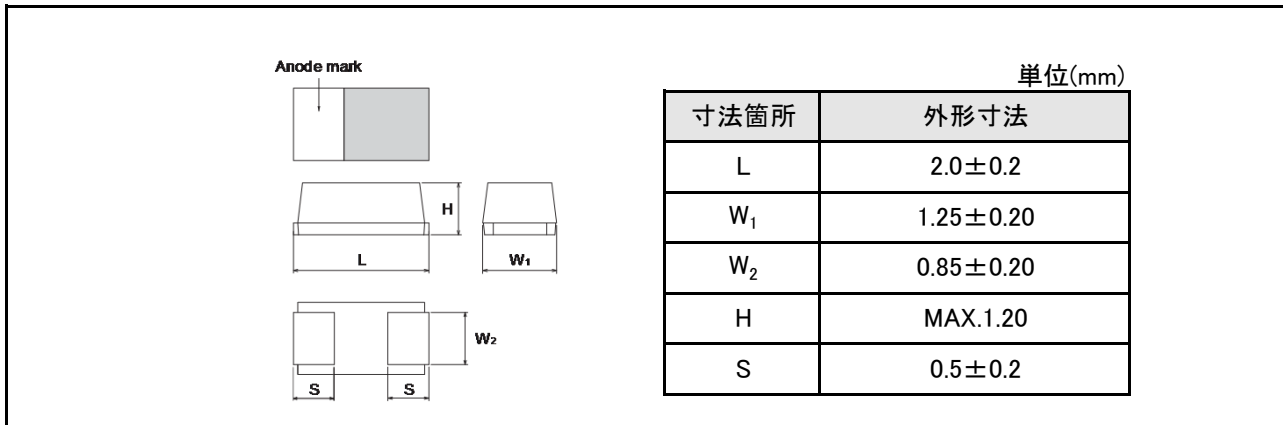 Anode mark
H
L
W₁
W₂
S S
単位(mm)
寸法箇所 外形寸法
L 2.0±0.2
W₁ 1.25±0.20
W₂ 0.85±0.20
H MAX.1.20
S 0.5±0.2